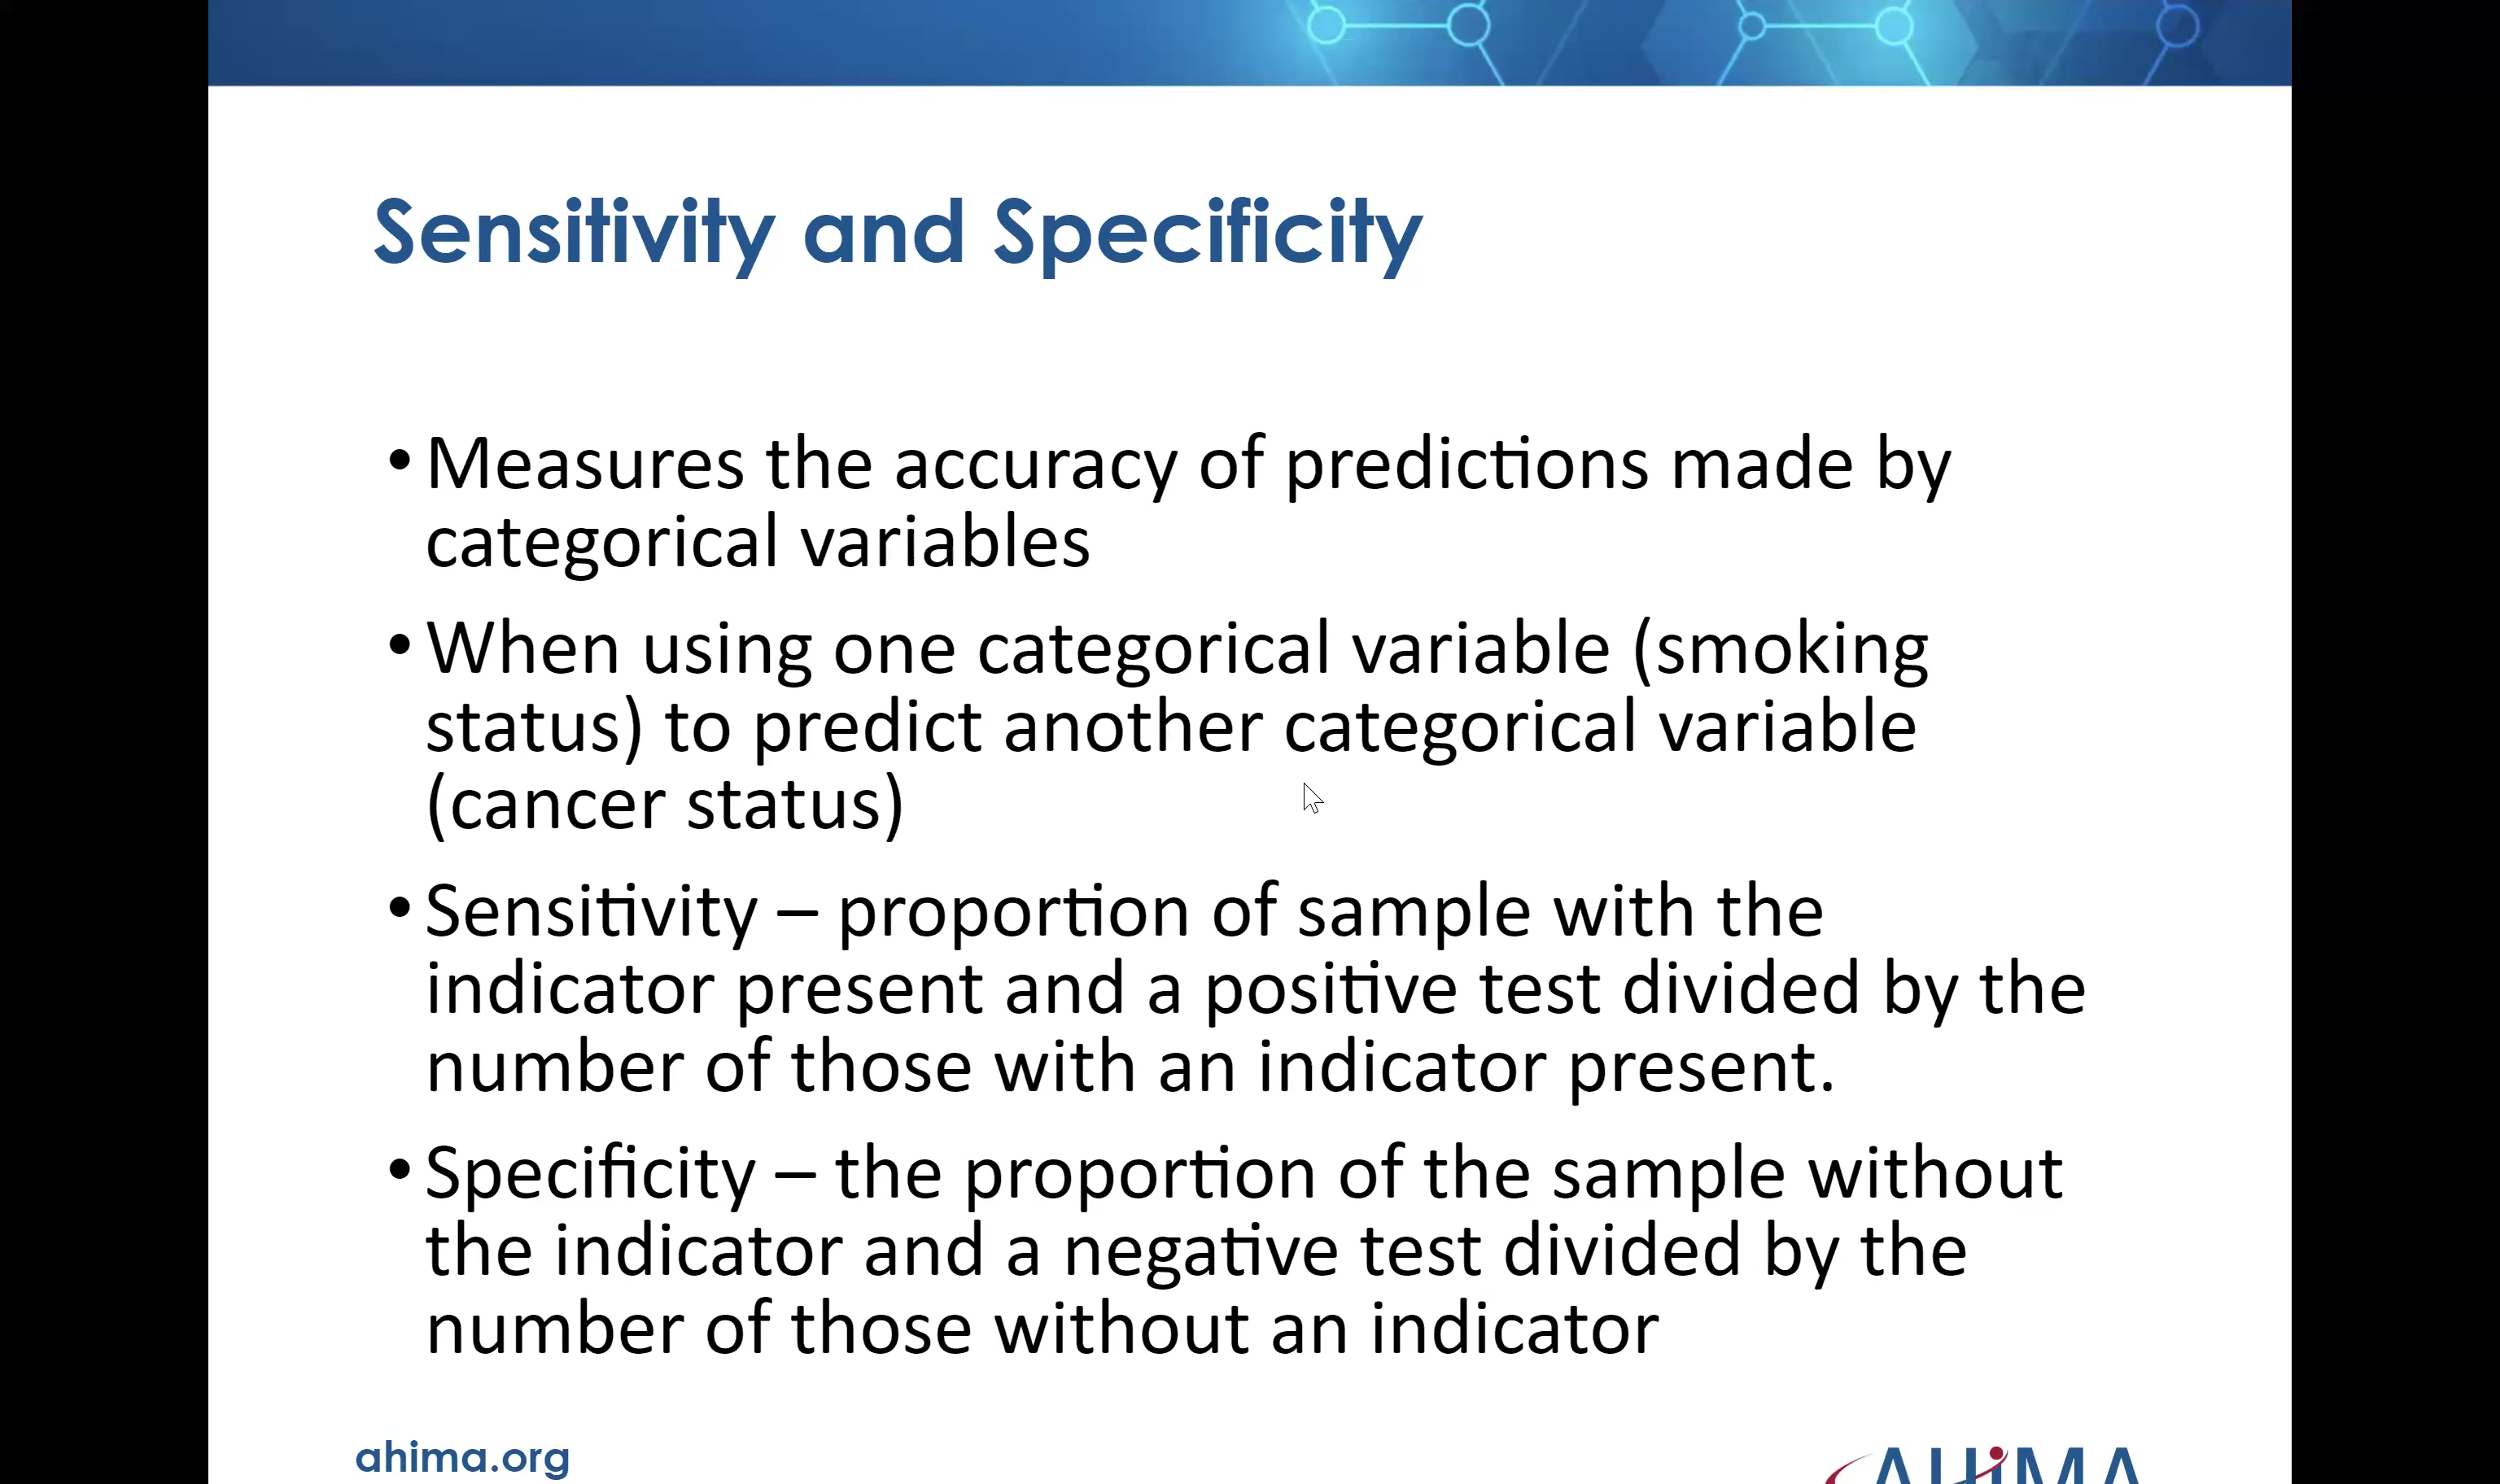 Sensitivity and Specificity
• Measures the accuracy of predictions made by
categorical variables
• When using one categorical variable (smoking
status) to predict another categorical variable
(cancer status)
• Sensitivity – proportion of sample with the
indicator present and a positive test divided by the
number of those with an indicator present.
• Specificity – the proportion of the sample without
the indicator and a negative test divided by the
number of those without an indicator
ahima.org
AHiMA